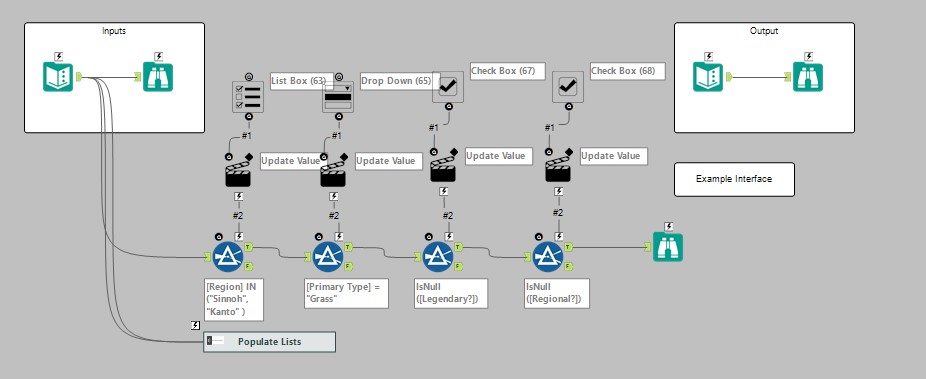 Inputs
Output
List Box (63)
Drop Down (65)
Check Box (67)
Check Box (68)
#1
#1
#1
#1
Update Value
Update Value
Update Value
Update Value
Example Interface
#2
#2
#2
#2
T
F
T
F
T
F
T
F
[Region] IN
("Sinnoh",
"Kanto" )
[Primary Type] =
"Grass"
IsNull
([Legendary?])
IsNull
([Regional?])
Populate Lists